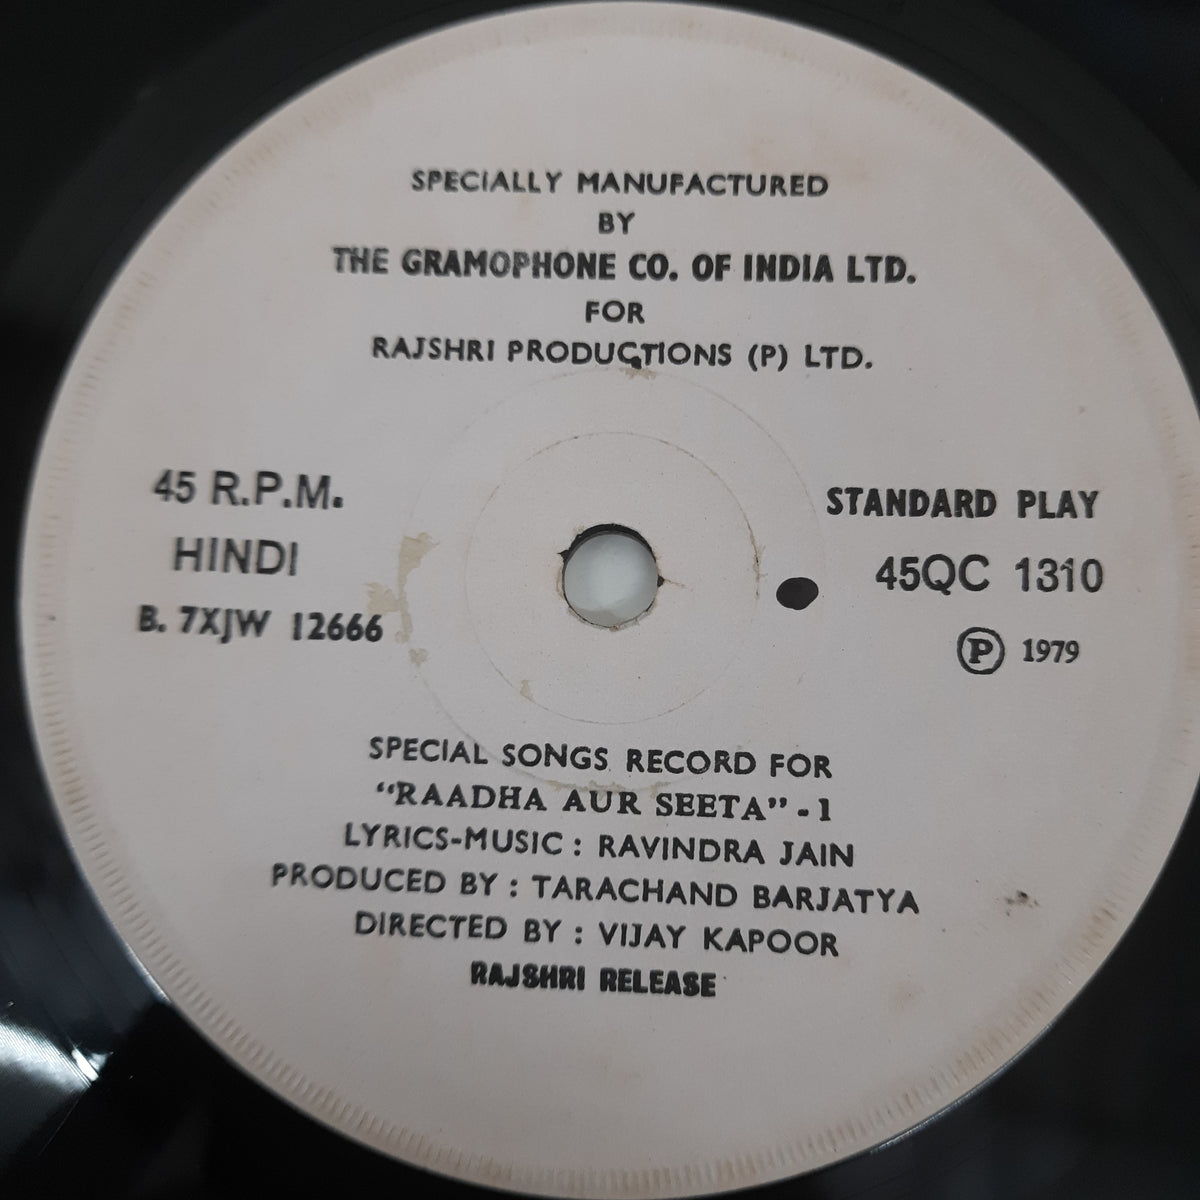 SPECIALLY MANUFACTURED
BY
THE GRAMOPHONE CO. OF INDIA LTD.
FOR
RAJSHRI PRODUCTIONS (P) LTD.
45 R.P.M.
HINDI
B. 7XJW 12666
STANDARD PLAY
45QC 1310
Ⓟ 1979
SPECIAL SONGS RECORD FOR
“RAADHA AUR SEETA” - 1
LYRICS-MUSIC : RAVINDRA JAIN
PRODUCED BY : TARACHAND BARJATYA
DIRECTED BY : VIJAY KAPOOR
RAJSHRI RELEASE